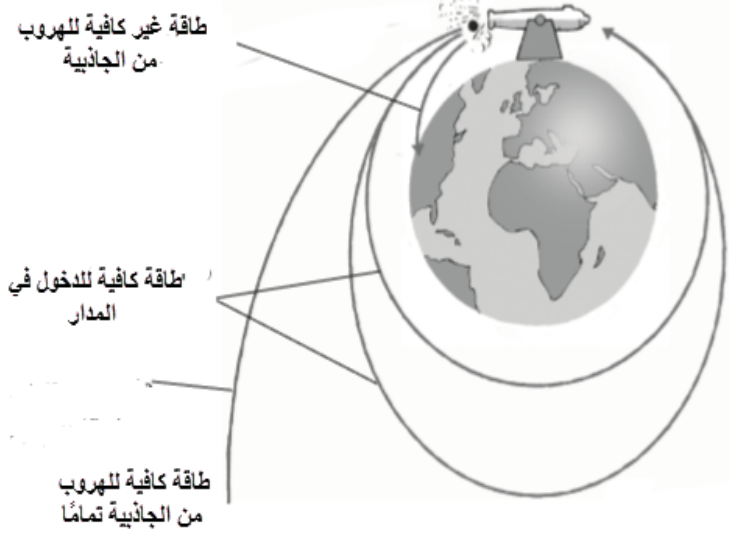 طاقة غير كافية للهروب
من الجاذبية
طاقة كافية للدخول في
المدار
طاقة كافية للهروب
من الجاذبية تمامًا